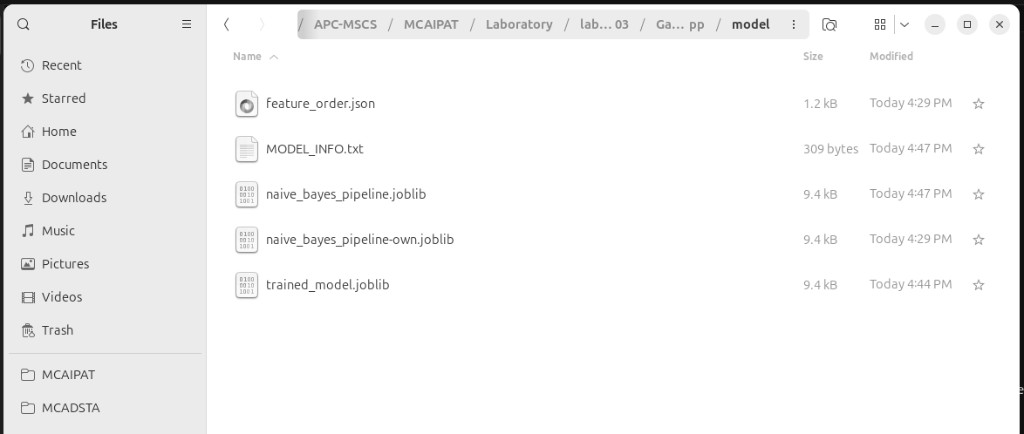 Files
/ APC-MSCS / MCAIPAT / Laboratory / lab… 03 / Ga… pp / model
Recent
Starred
Home
Documents
Downloads
Music
Pictures
Videos
Trash
MCAIPAT
MCADSTA
Name Size Modified
feature_order.json 1.2 kB Today 4:29 PM
MODEL_INFO.txt 309 bytes Today 4:47 PM
naive_bayes_pipeline.joblib 9.4 kB Today 4:47 PM
naive_bayes_pipeline-own.joblib 9.4 kB Today 4:29 PM
trained_model.joblib 9.4 kB Today 4:44 PM